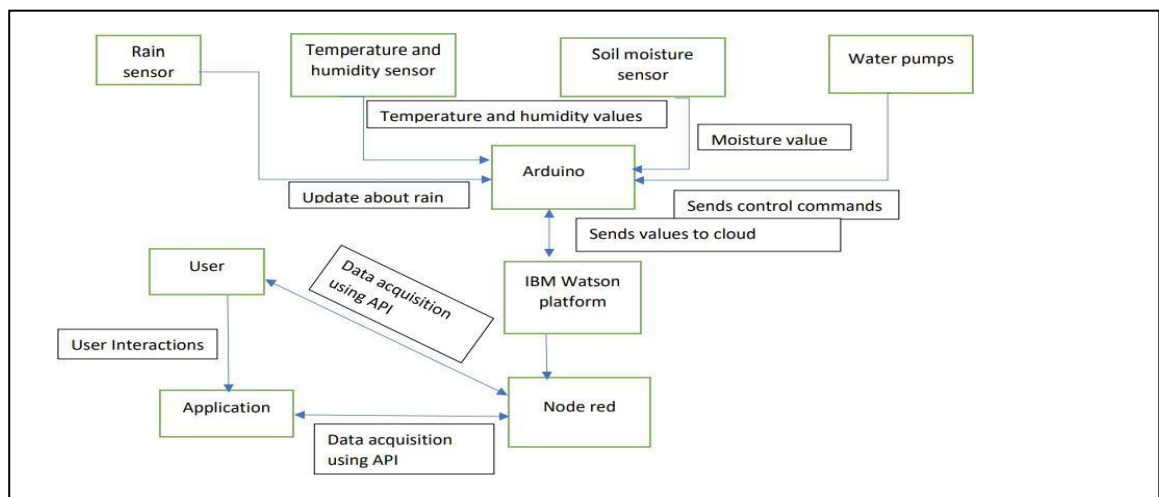 Rain
sensor
Temperature and
humidity sensor
Soil moisture
sensor
Water pumps
Temperature and humidity values
Moisture value
Arduino
Update about rain
Sends control commands
Sends values to cloud
User
Data acquisition
using API
IBM Watson
platform
User Interactions
Application
Node red
Data acquisition
using API